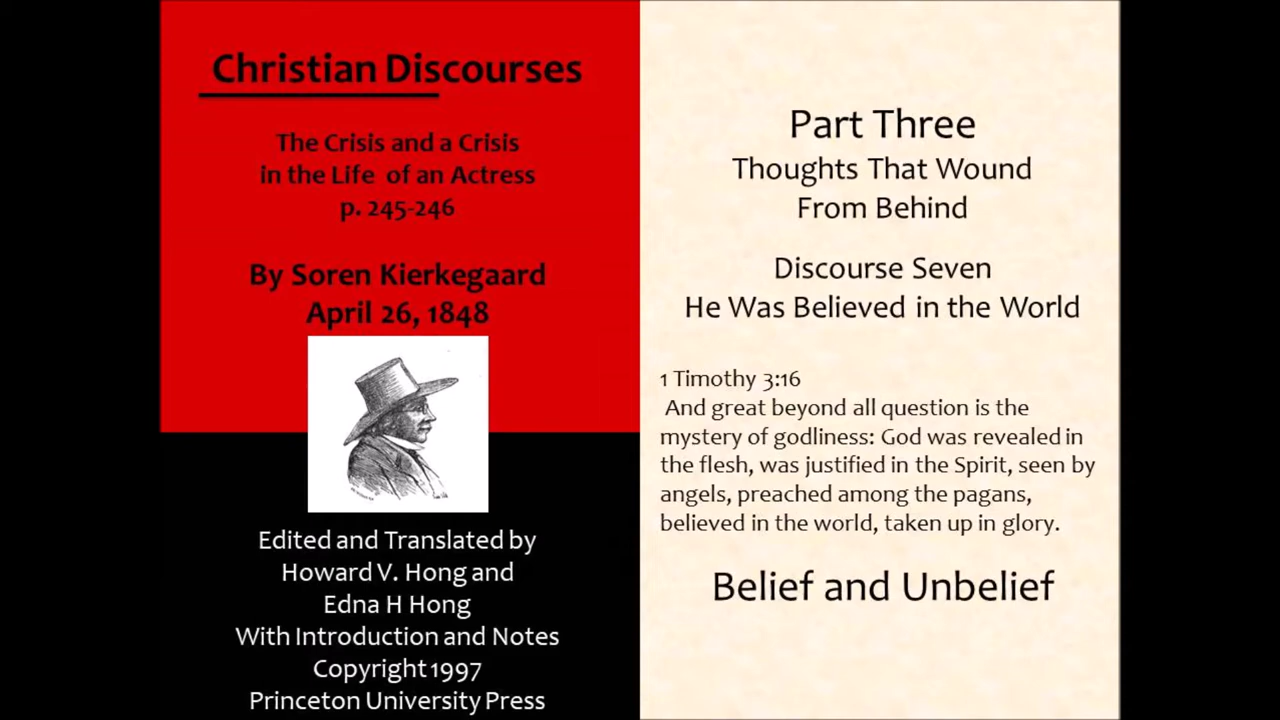 Christian Discourses
The Crisis and a Crisis
in the Life of an Actress
p. 245-246
By Soren Kierkegaard
April 26, 1848
Edited and Translated by
Howard V. Hong and
Edna H Hong
With Introduction and Notes
Copyright 1997
Princeton University Press
Part Three
Thoughts That Wound
From Behind
Discourse Seven
He Was Believed in the World
1 Timothy 3:16
And great beyond all question is the
mystery of godliness: God was revealed in
the flesh, was justified in the Spirit, seen by
angels, preached among the pagans,
believed in the world, taken up in glory.
Belief and Unbelief